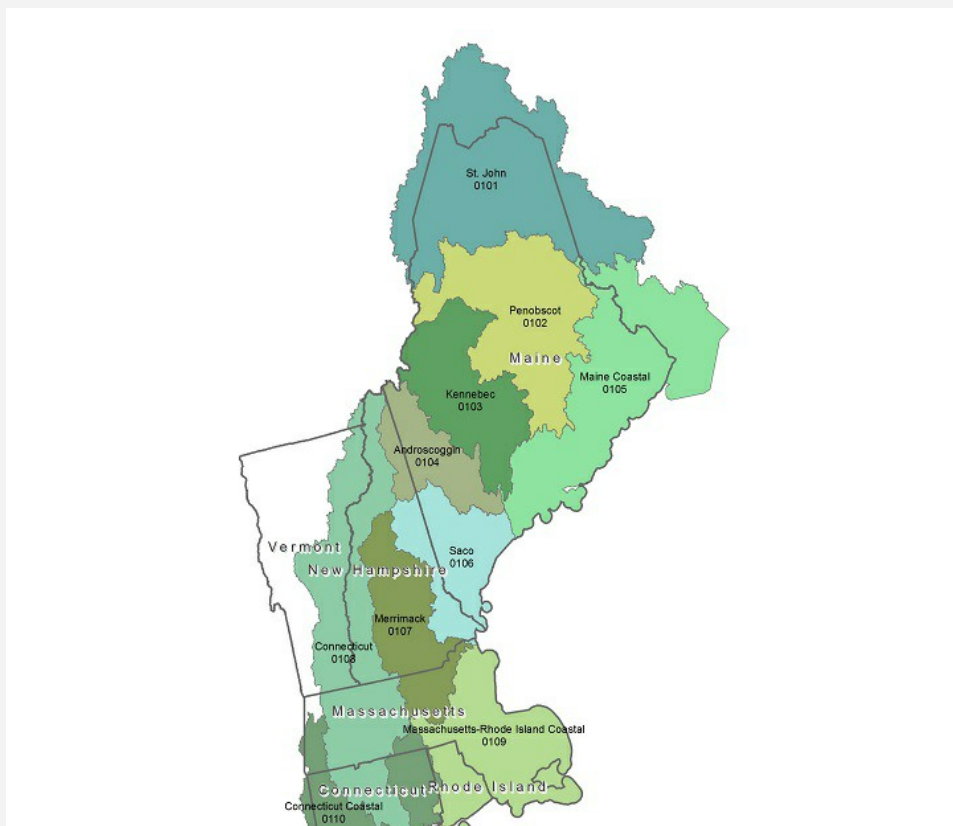 St. John
0101
Penobscot
0102
Maine
Maine Coastal
0105
Kennebec
0103
Androscoggin
0104
Vermont
Saco
0106
New Hampshire
Merrimack
0107
Connecticut
0108
Massachusetts
Massachusetts-Rhode Island Coastal
0109
Connecticut
Rhode Island
Connecticut Coastal
0110